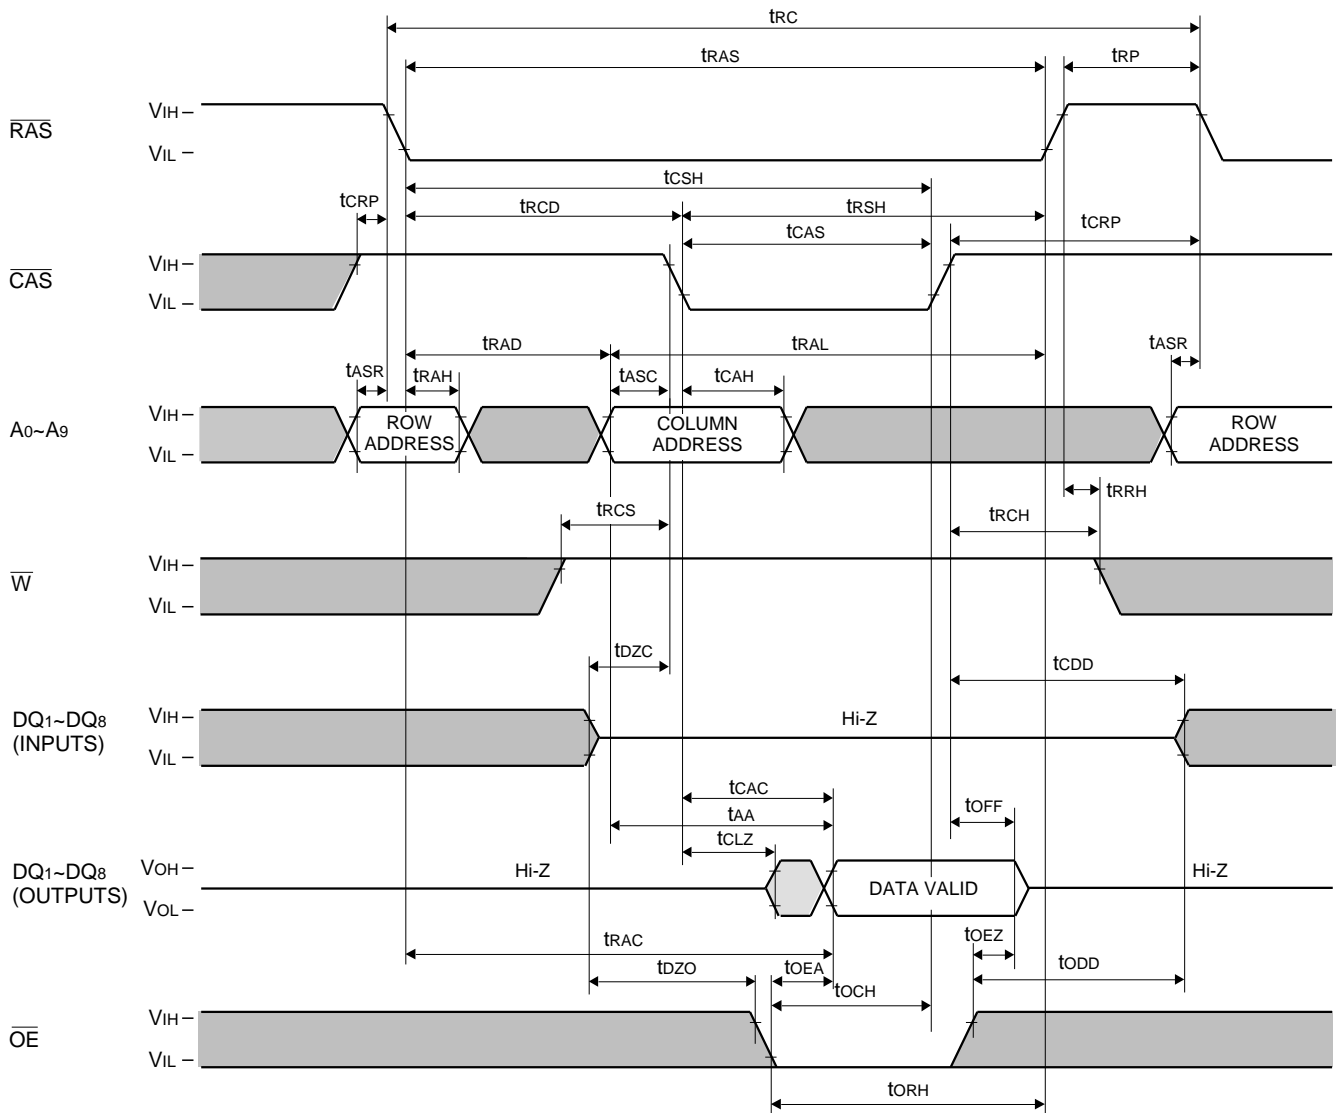 tRC
tRAS
tRP
RAS
VIH
VIL
tCSH
tCRP
tRCD
tRSH
tCRP
tCAS
CAS
VIH
VIL
tRAD
tRAL
tASR
tASR
tRAH
tASC
tCAH
A0~A9
VIH
VIL
ROW
ADDRESS
COLUMN
ADDRESS
ROW
ADDRESS
tRRH
tRCS
tRCH
W
VIH
VIL
tDZC
tCDD
DQ1~DQ8
(INPUTS)
VIH
VIL
Hi-Z
tCAC
tOFF
tAA
tCLZ
DQ1~DQ8
(OUTPUTS)
VOH
VOL
Hi-Z
DATA VALID
Hi-Z
tRAC
tOEZ
tDZO
tOEA
tODD
tOCH
OE
VIH
VIL
tORH